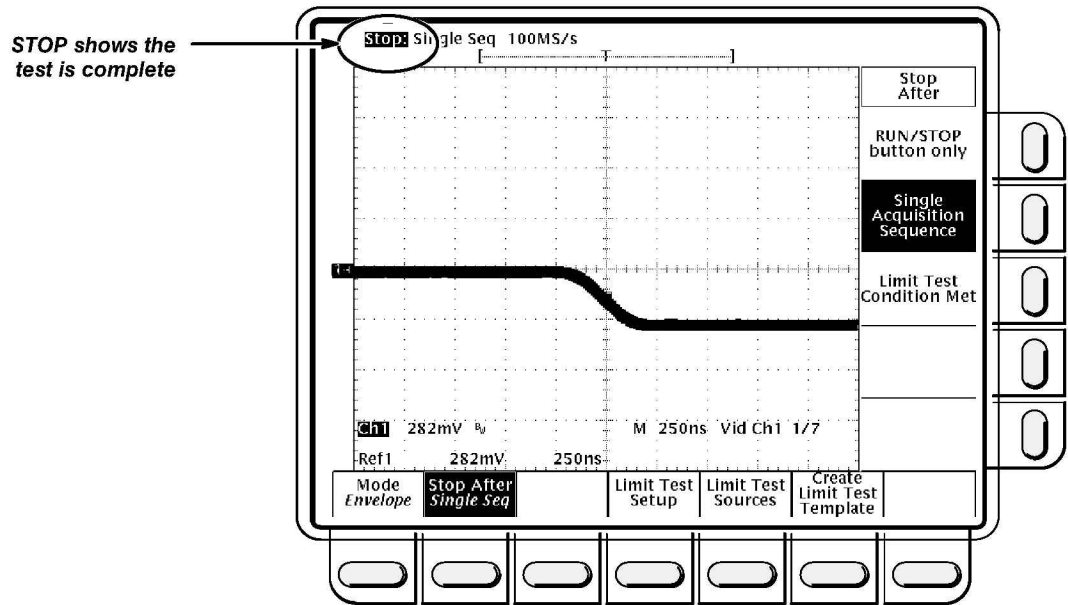 STOP shows the
test is complete
Stop: Single Seq 100MS/s
T
Stop
After
RUN/STOP
button only
Single
Acquisition
Sequence
Limit Test
Condition Met
Ch1 282mV BW M 250ns Vid Ch1 1/7
Ref1 282mV 250ns
Mode
Envelope
Stop After
Single Seq
Limit Test
Setup
Limit Test
Sources
Create
Limit Test
Template